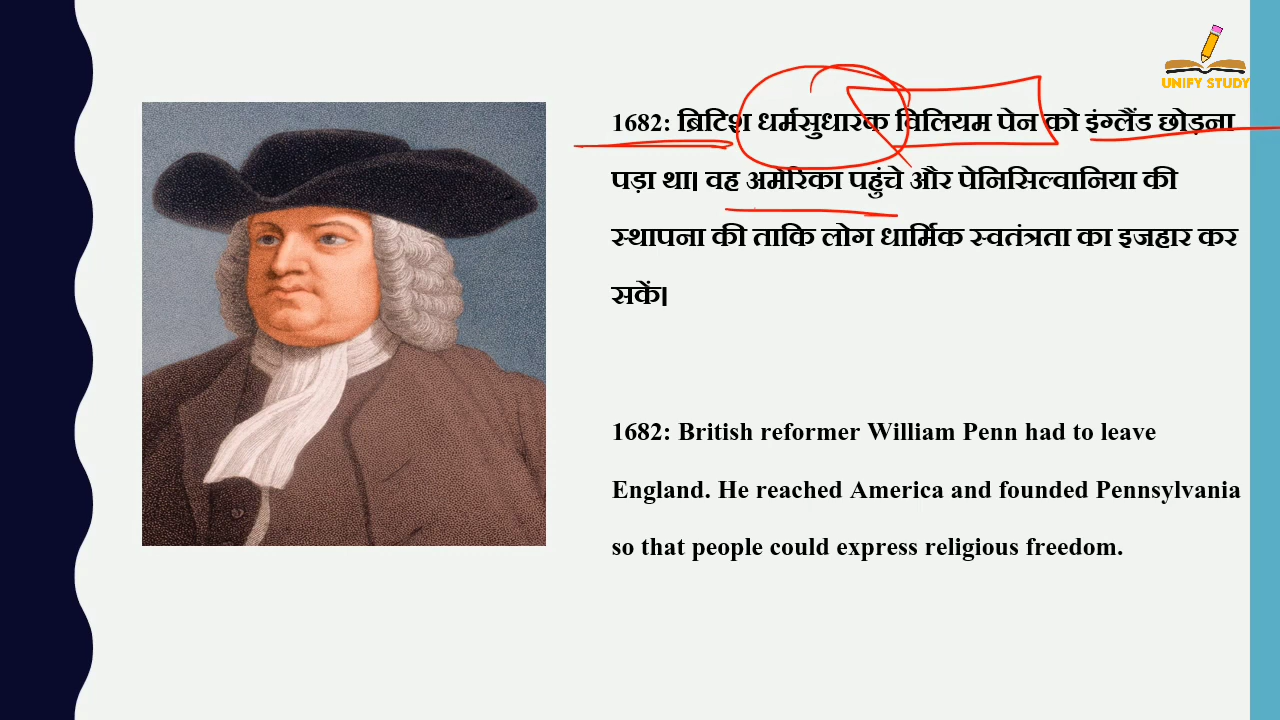 UNIFY STUDY
1682: ब्रिटिश धर्मसुधारक विलियम पेन को इंग्लैंड छोड़ना
पड़ा था। वह अमेरिका पहुंचे और पेनिसिल्वानिया की
स्थापना की ताकि लोग धार्मिक स्वतंत्रता का इजहार कर
सकें।
1682: British reformer William Penn had to leave
England. He reached America and founded Pennsylvania
so that people could express religious freedom.